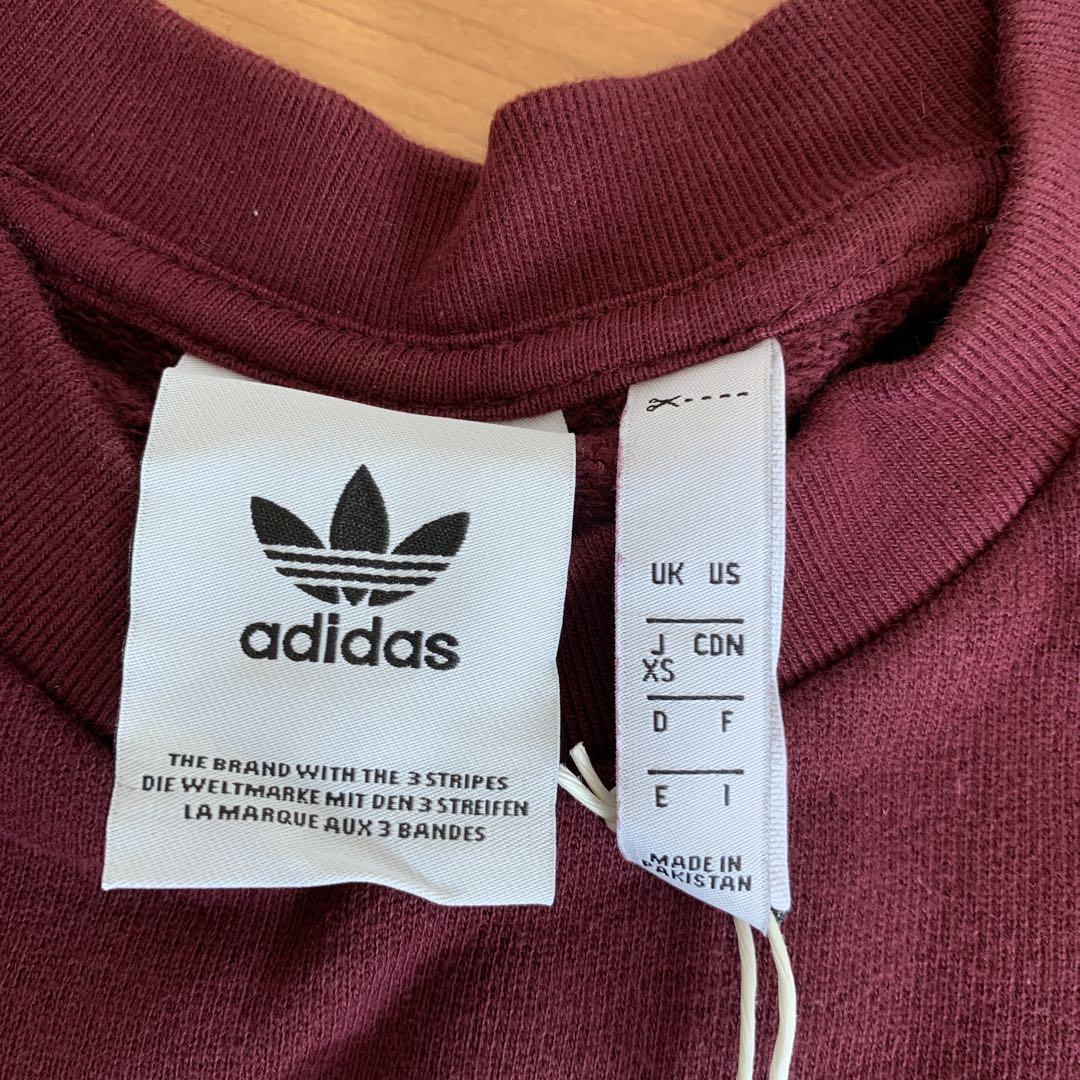 adidas
THE BRAND WITH THE 3 STRIPES
DIE WELTMARKE MIT DEN 3 STREIFEN
LA MARQUE AUX 3 BANDES
UK US
J CDN
XS
D F
E I
MADE IN
PAKISTAN